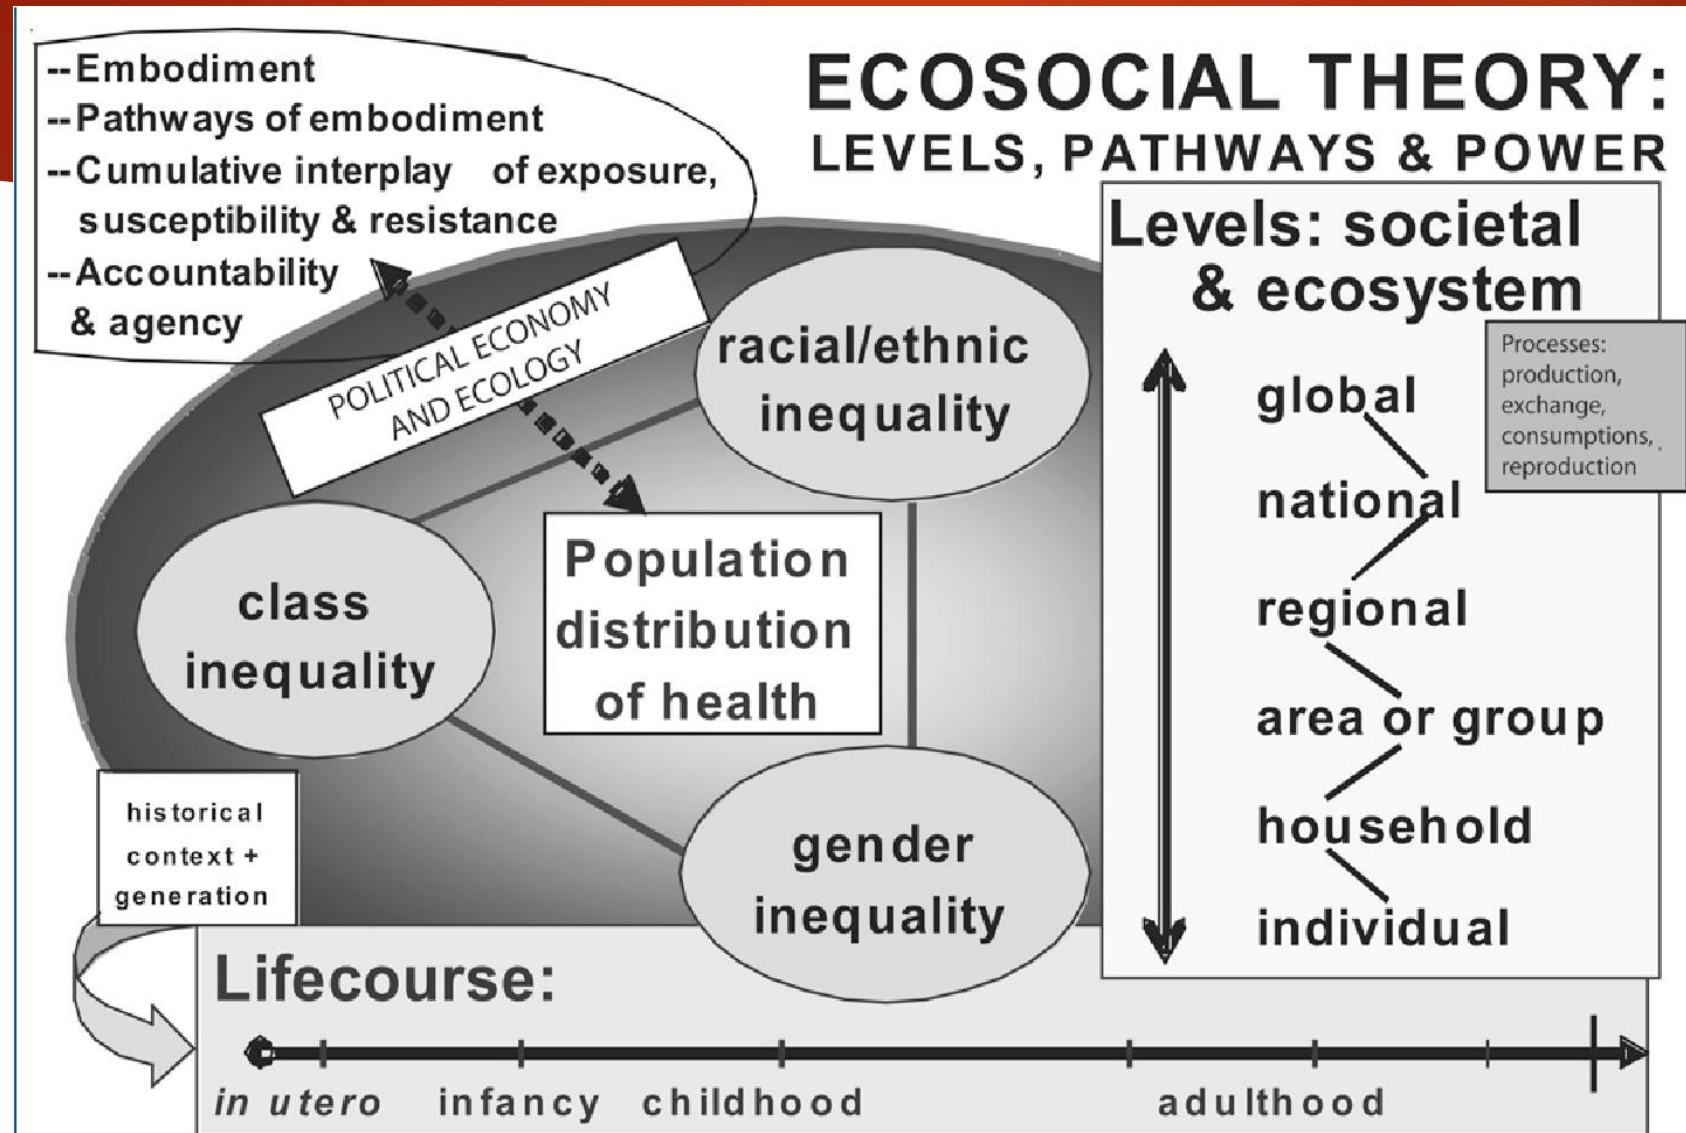 ECOSOCIAL THEORY:
LEVELS, PATHWAYS & POWER
--Embodiment
--Pathways of embodiment
--Cumulative interplay of exposure,
susceptibility & resistance
--Accountability
& agency
POLITICAL ECONOMY
AND ECOLOGY
racial/ethnic
inequality
class
inequality
Population
distribution
of health
gender
inequality
Levels: societal
& ecosystem
Processes:
production,
exchange,
consumptions,
reproduction
global
national
regional
area or group
household
individual
historical
context +
generation
Lifecourse:
in utero infancy childhood adulthood